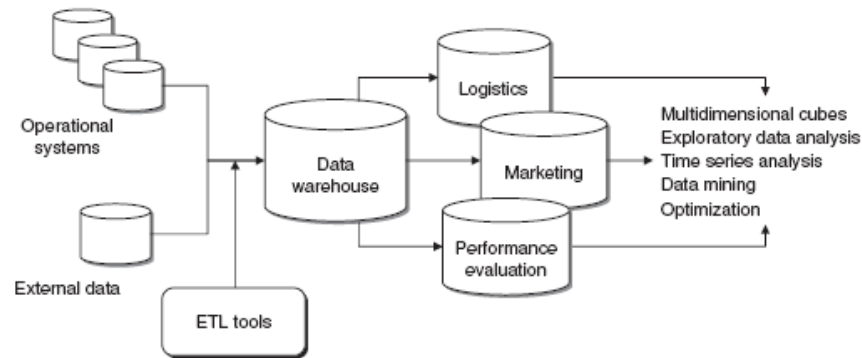 Operational
systems
External data
ETL tools
Data
warehouse
Logistics
Marketing
Performance
evaluation
Multidimensional cubes
Exploratory data analysis
Time series analysis
Data mining
Optimization